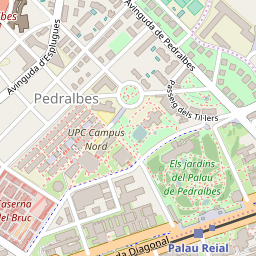 Avinguda d'Esplugues
Avinguda de Pedralbes
Passeig dels Til·lers
Pedralbes
UPC Campus
Nord
Els jardins
del Palau
de Pedralbes
Caserna
del Bruc
Diagonal
Palau Reial